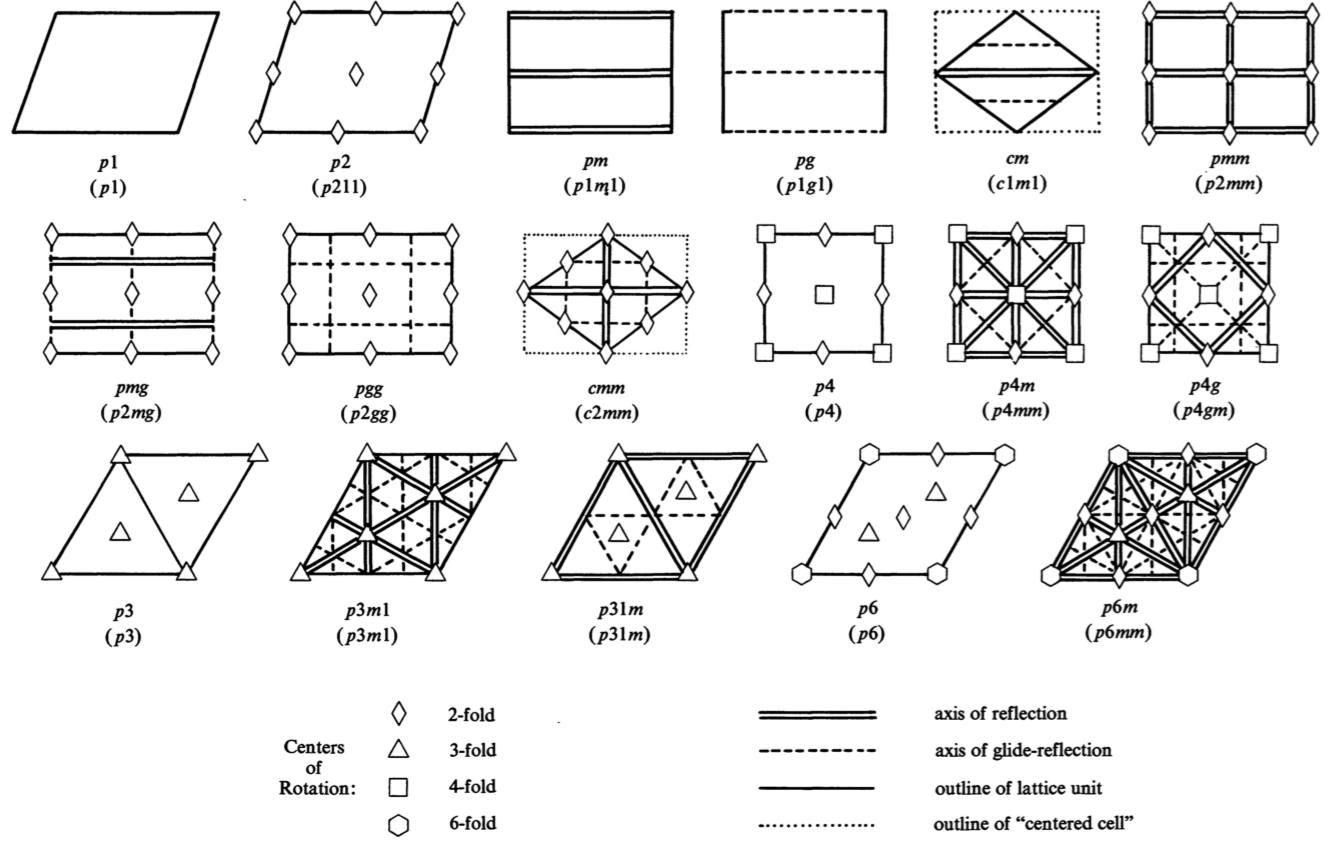 p1 p2 pm pg cm pmm
(p1) (p211) (p1m1) (p1g1) (c1m1) (p2mm)
pmg pgg cmm p4 p4m p4g
(p2mg) (p2gg) (c2mm) (p4) (p4mm) (p4gm)
p3 p3m1 p31m p6 p6m
(p3) (p3m1) (p31m) (p6) (p6mm)
Centers
of
Rotation:
2-fold
3-fold
4-fold
6-fold
axis of reflection
axis of glide-reflection
outline of lattice unit
outline of “centered cell”